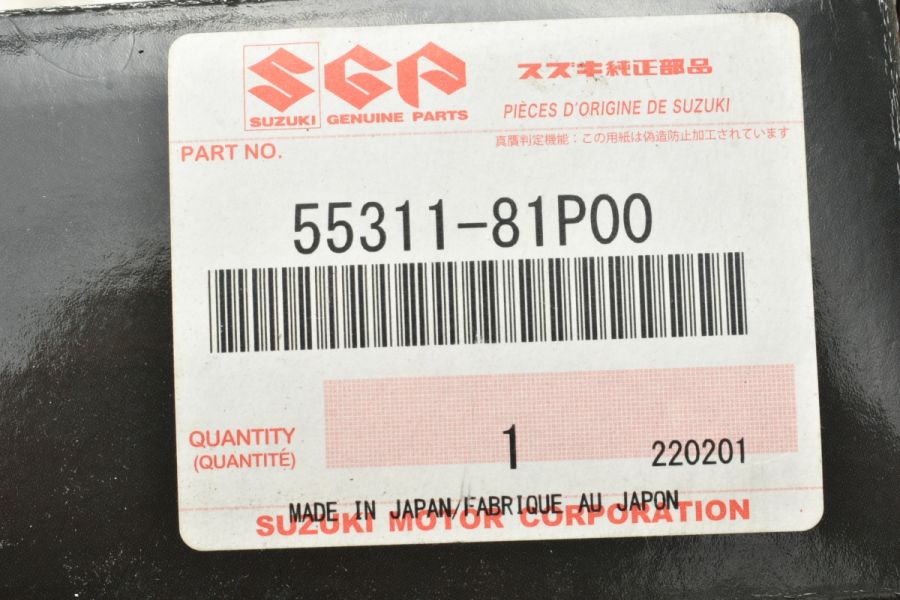 SGP
SUZUKI GENUINE PARTS
スズキ純正部品
PIÈCES D'ORIGINE DE SUZUKI
真贋判定機能：この用紙は偽造防止加工されています
PART NO.
55311-81P00
QUANTITY
(QUANTITÉ)
1
220201
MADE IN JAPAN/FABRIQUE AU JAPON
SUZUKI MOTOR CORPORATION